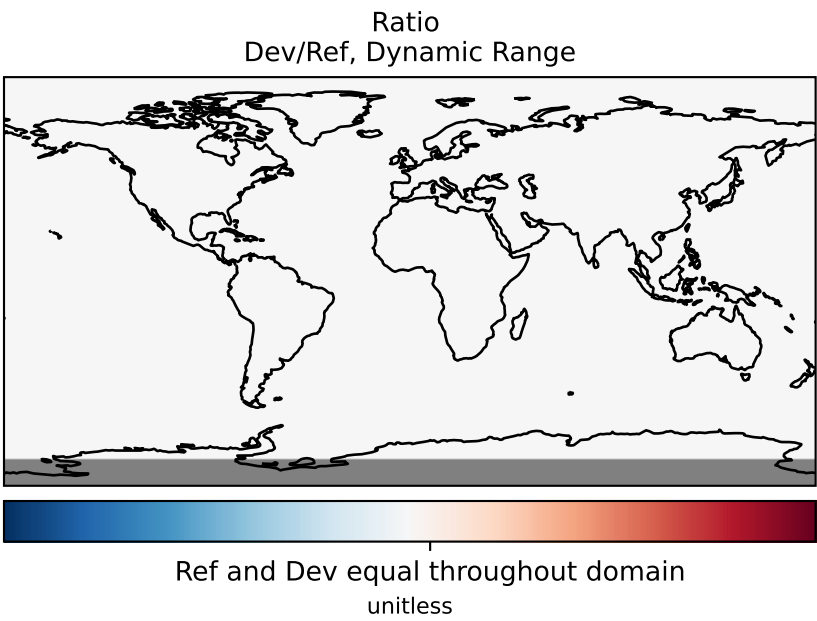 Ratio
Dev/Ref, Dynamic Range
Ref and Dev equal throughout domain
unitless